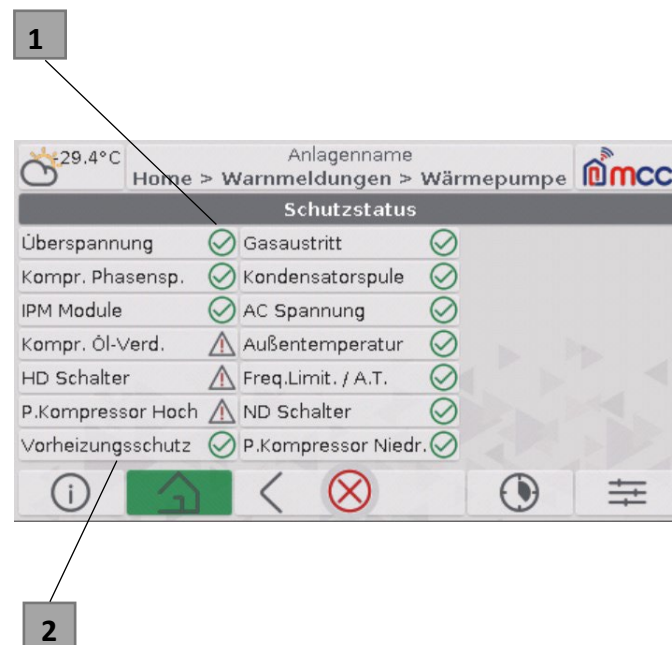 1
-29.4°C
Anlagenname
Home > Warnmeldungen > Wärmepumpe
mcc
Schutzstatus
Überspannung Gasaustritt
Kompr. Phasensp. Kondensatorspule
IPM Module AC Spannung
Kompr. Öl-Verd. Außentemperatur
HD Schalter Freq.Limit. / A.T.
P.Kompressor Hoch ND Schalter
Vorheizungsschutz P.Kompressor Niedr.
2